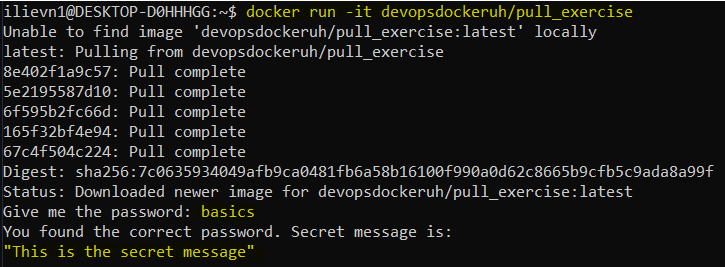 ilievn1@DESKTOP-D0HHHGG:~$ docker run -it devopsdockeruh/pull_exercise
Unable to find image 'devopsdockeruh/pull_exercise:latest' locally
latest: Pulling from devopsdockeruh/pull_exercise
8e402f1a9c57: Pull complete
5e2195587d10: Pull complete
6f595b2fc66d: Pull complete
165f32bf4e94: Pull complete
67c4f504c224: Pull complete
Digest: sha256:7c0635934049afb9ca0481fb6a58b16100f990a0d62c8665b9cfb5c9ada8a99f
Status: Downloaded newer image for devopsdockeruh/pull_exercise:latest
Give me the password: basics
You found the correct password. Secret message is:
"This is the secret message"